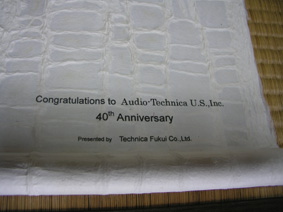 Congratulations to Audio-Technica U.S.,Inc.
40th Anniversary
Presented by Technica Fukui Co.,Ltd.